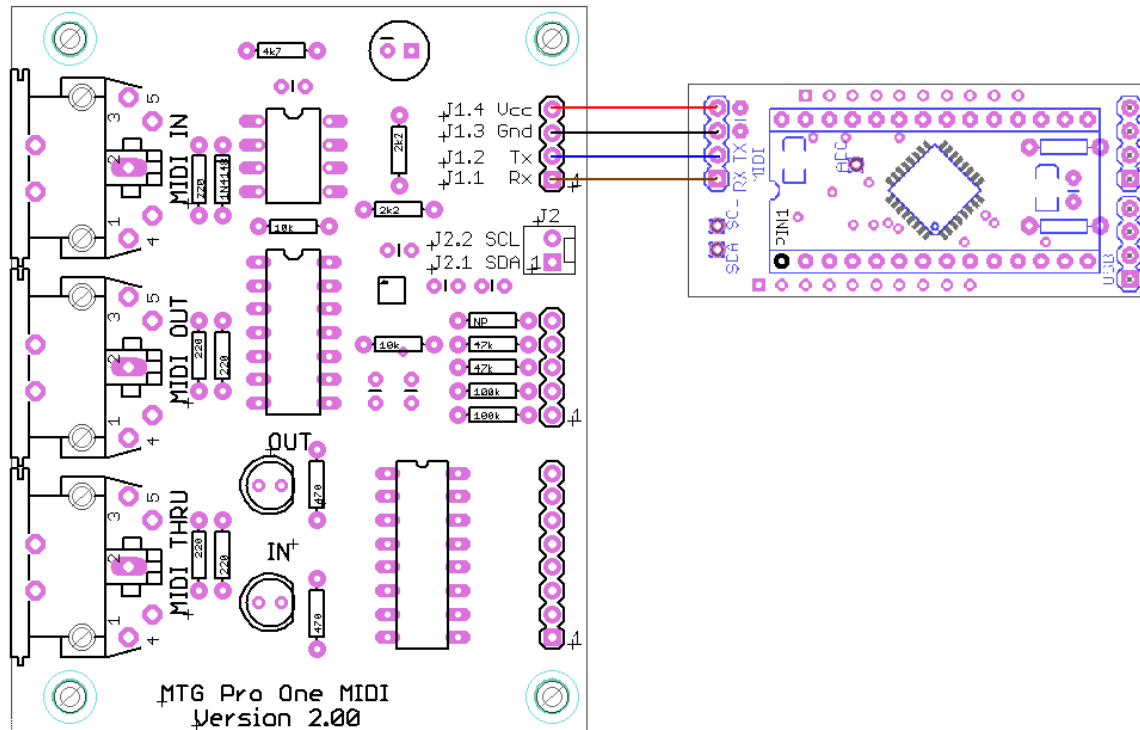 4k7
J1.4 Vcc
J1.3 Gnd
J1.2 Tx
J1.1 Rx
1
2k2
2k2
10k
J2
J2.2 SCL
J2.1 SDA 1
5
3
2
1
4
MIDI IN
220
1N4148
5
3
2
1
4
MIDI OUT
220
220
NP
47k
47k
100k
100k
1
10k
OUT
470
IN
470
5
3
2
1
4
MIDI THRU
220
220
1
MTG Pro One MIDI
Version 2.00
RX TX
MIDI
SDA SCL
ADC
PIN1
USB